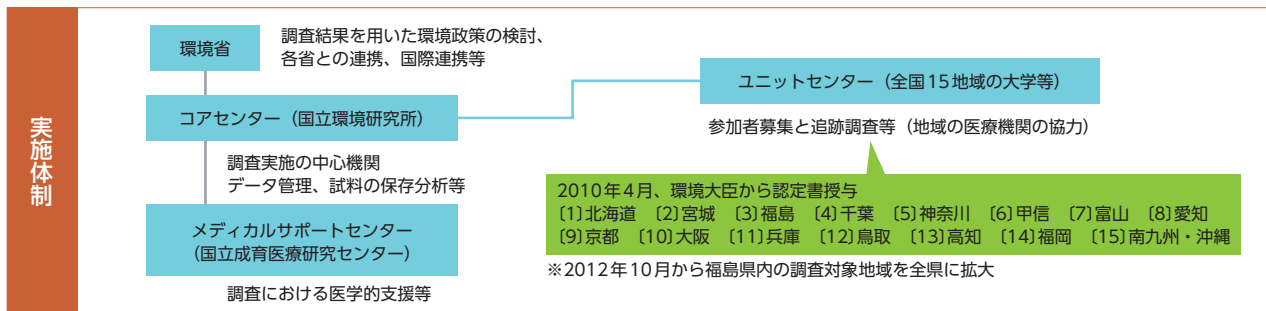 実施体制
環境省
調査結果を用いた環境政策の検討、
各省との連携、国際連携等
コアセンター（国立環境研究所）
調査実施の中心機関
データ管理、試料の保存分析等
メディカルサポートセンター
（国立成育医療研究センター）
調査における医学的支援等
ユニットセンター（全国15地域の大学等）
参加者募集と追跡調査等（地域の医療機関の協力）
2010年4月、環境大臣から認定書授与
〔1〕北海道 〔2〕宮城 〔3〕福島 〔4〕千葉 〔5〕神奈川 〔6〕甲信 〔7〕富山 〔8〕愛知
〔9〕京都 〔10〕大阪 〔11〕兵庫 〔12〕鳥取 〔13〕高知 〔14〕福岡 〔15〕南九州・沖縄
※2012年10月から福島県内の調査対象地域を全県に拡大